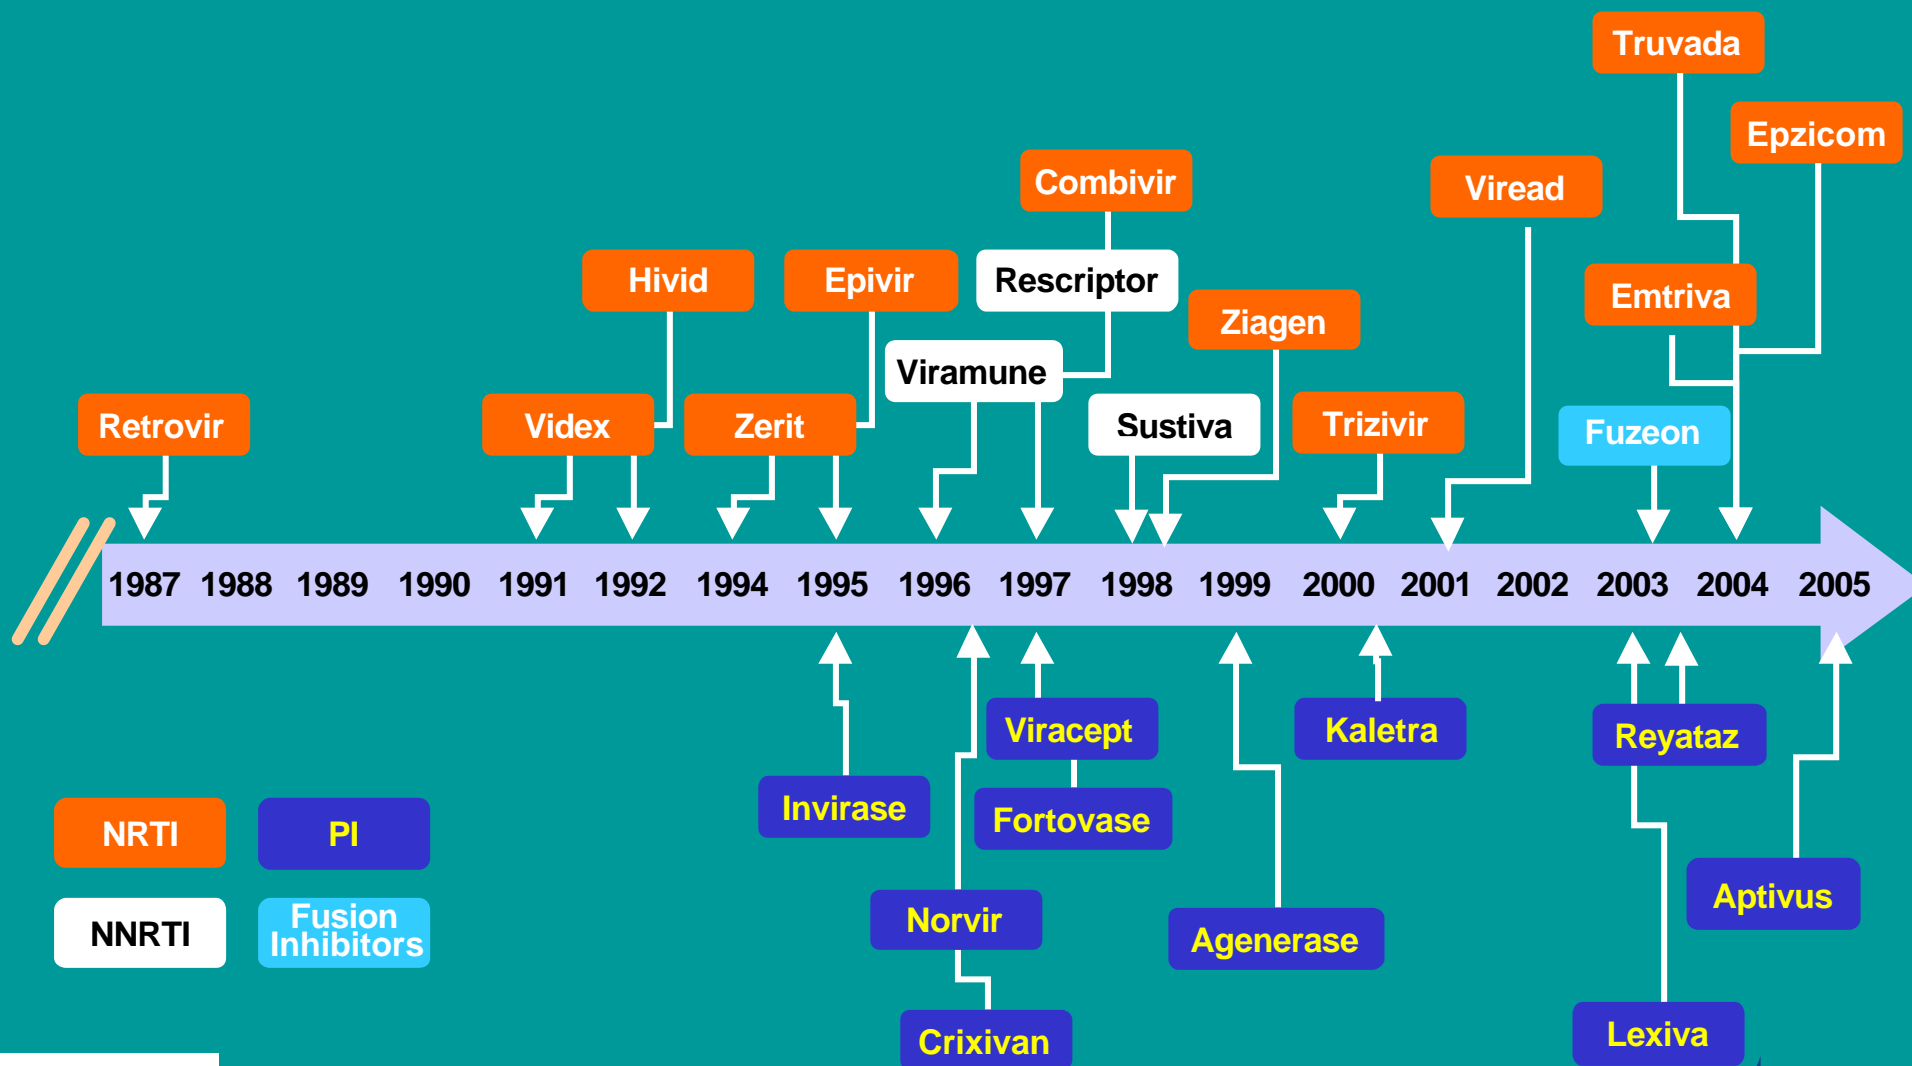 Truvada
Epzicom
Combivir
Viread
Hivid
Epivir
Rescriptor
Emtriva
Ziagen
Viramune
Retrovir
Videx
Zerit
Sustiva
Trizivir
Fuzeon
1987 1988 1989 1990 1991 1992 1994 1995 1996 1997 1998 1999 2000 2001 2002 2003 2004 2005
Viracept
Kaletra
Reyataz
Invirase
Fortovase
NRTI
PI
Aptivus
Norvir
Agenerase
NNRTI
Fusion
Inhibitors
Lexiva
Crixivan